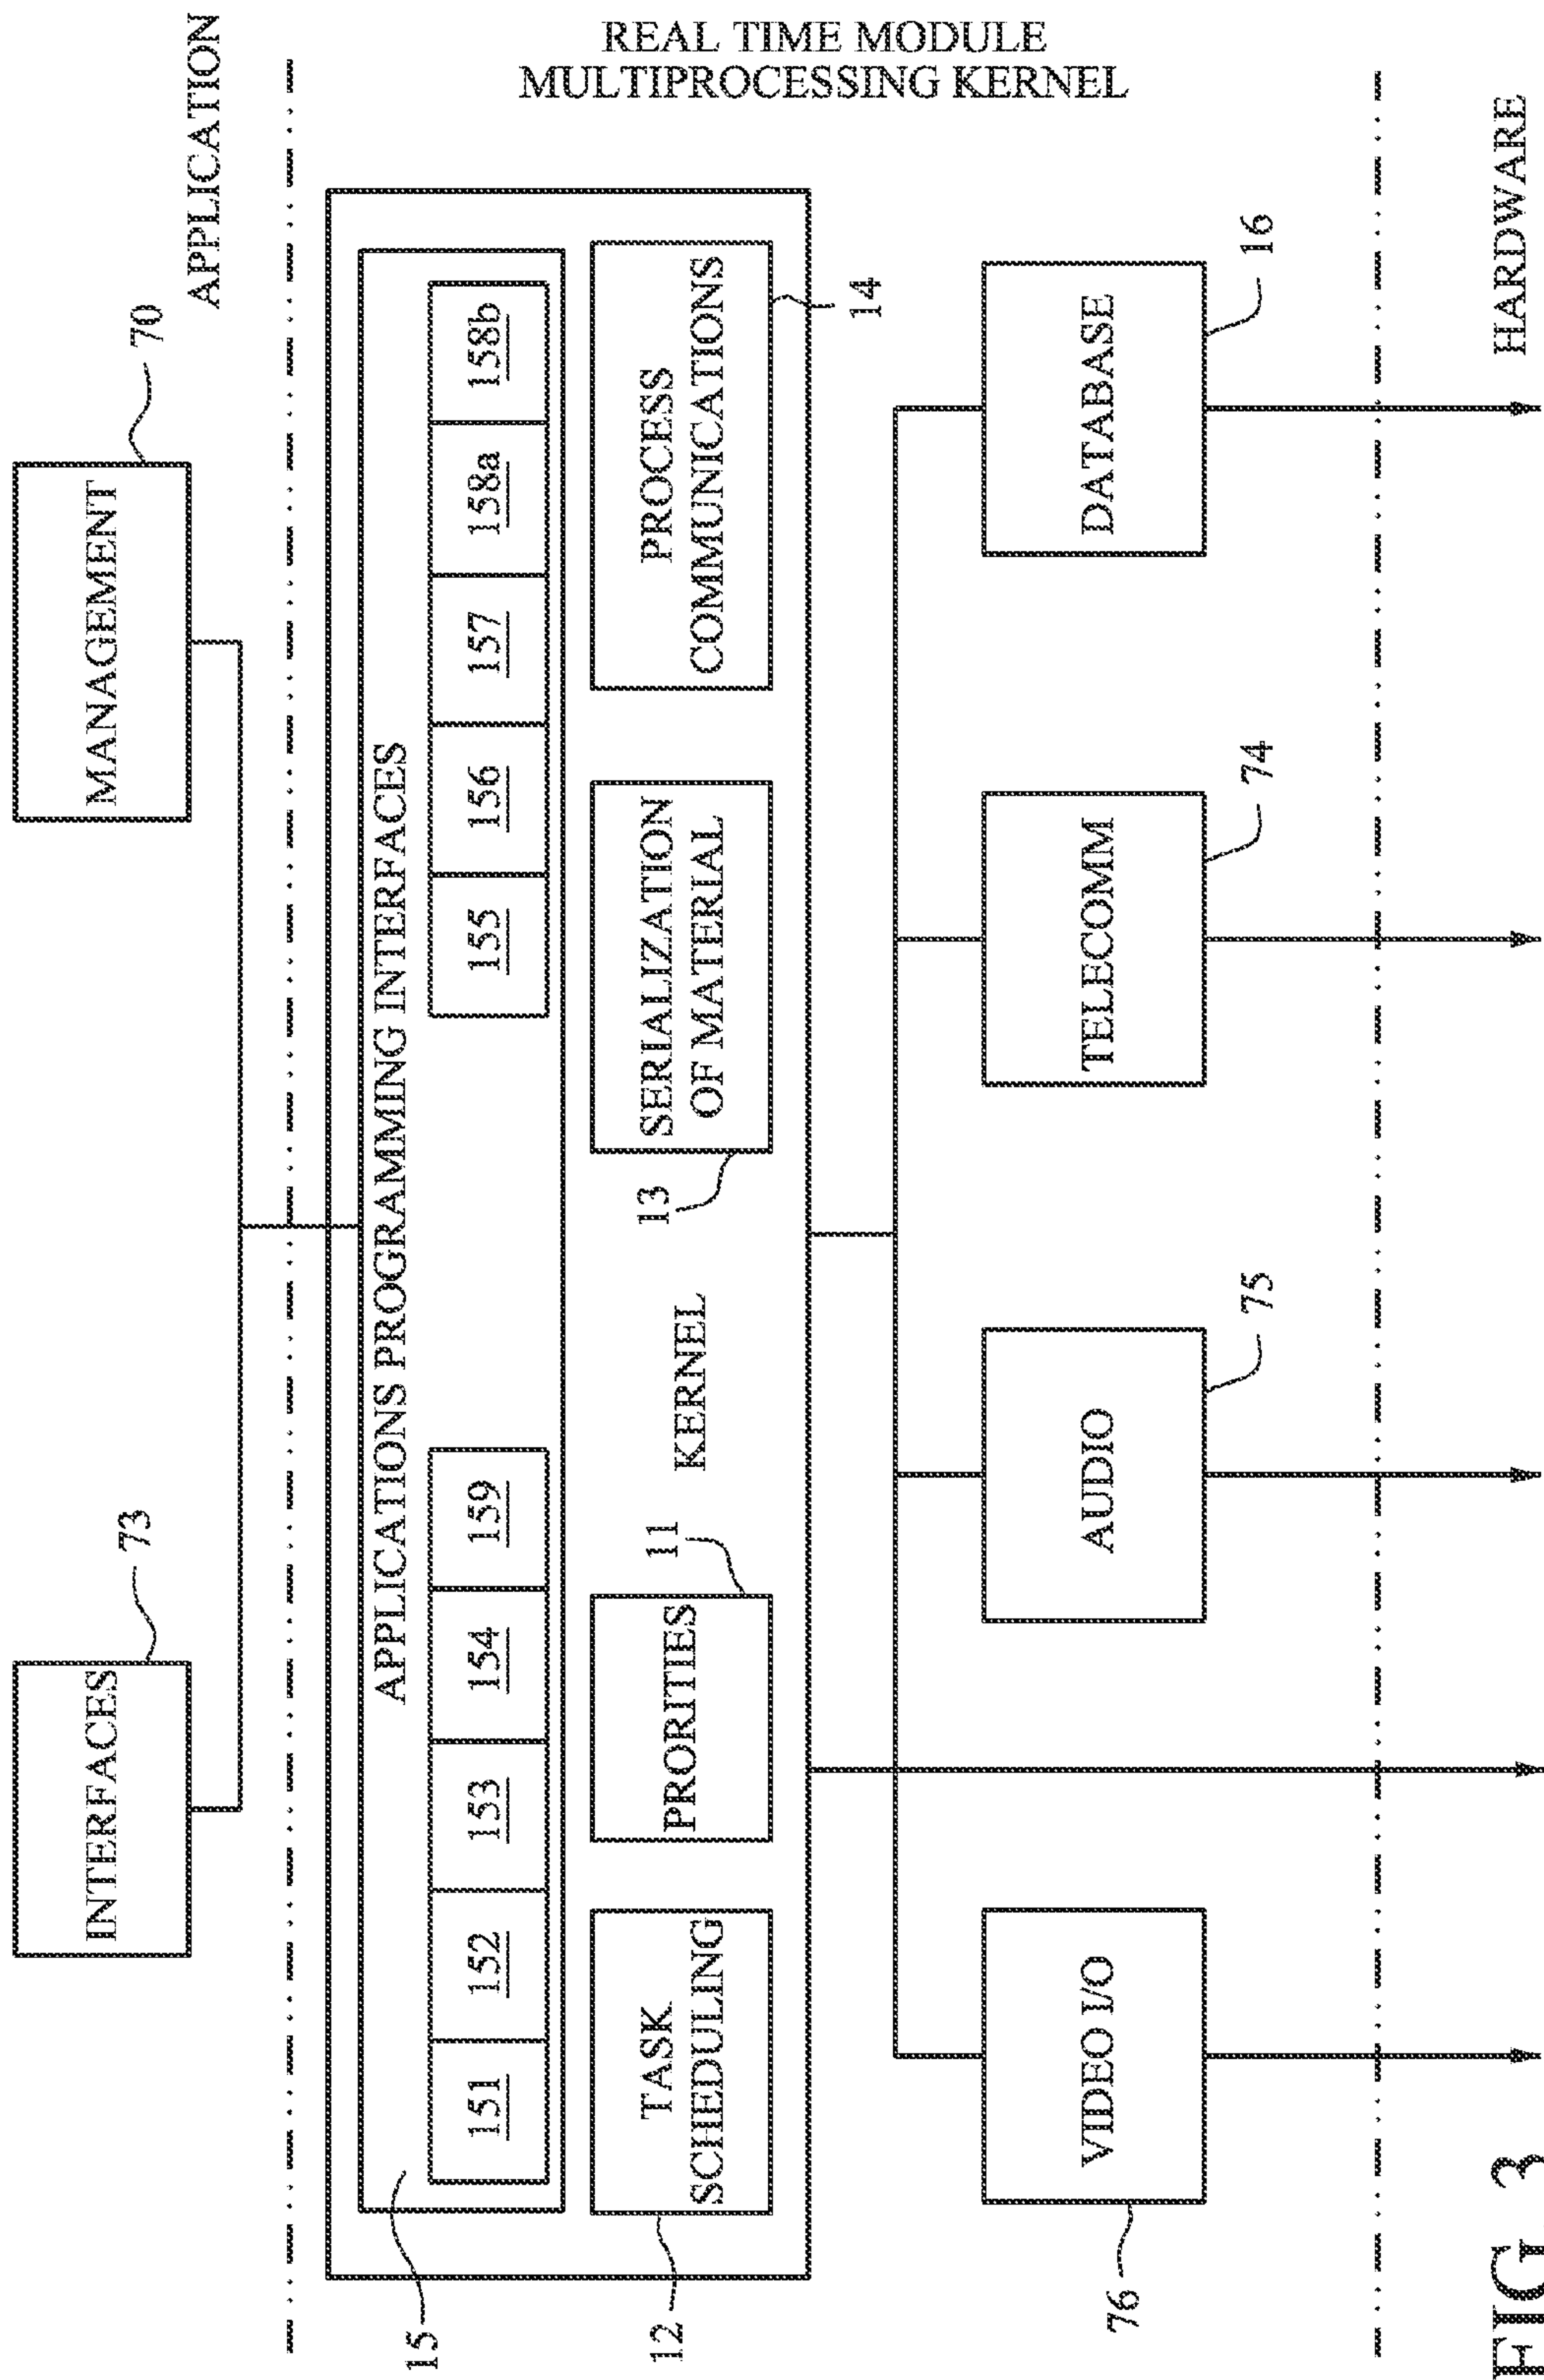 REAL TIME MODULE
MULTIPROCESSING KERNEL
APPLICATION
INTERFACES
73
MANAGEMENT
70
APPLICATIONS PROGRAMMING INTERFACES
15
151
152
153
154
159
155
156
157
158a
158b
TASK
SCHEDULING
12
PRORITIES
11
KERNEL
SERIALIZATION
OF MATERIAL
13
PROCESS
COMMUNICATIONS
14
VIDEO I/O
76
AUDIO
75
TELECOMM
74
DATABASE
16
HARDWARE
FIG 3